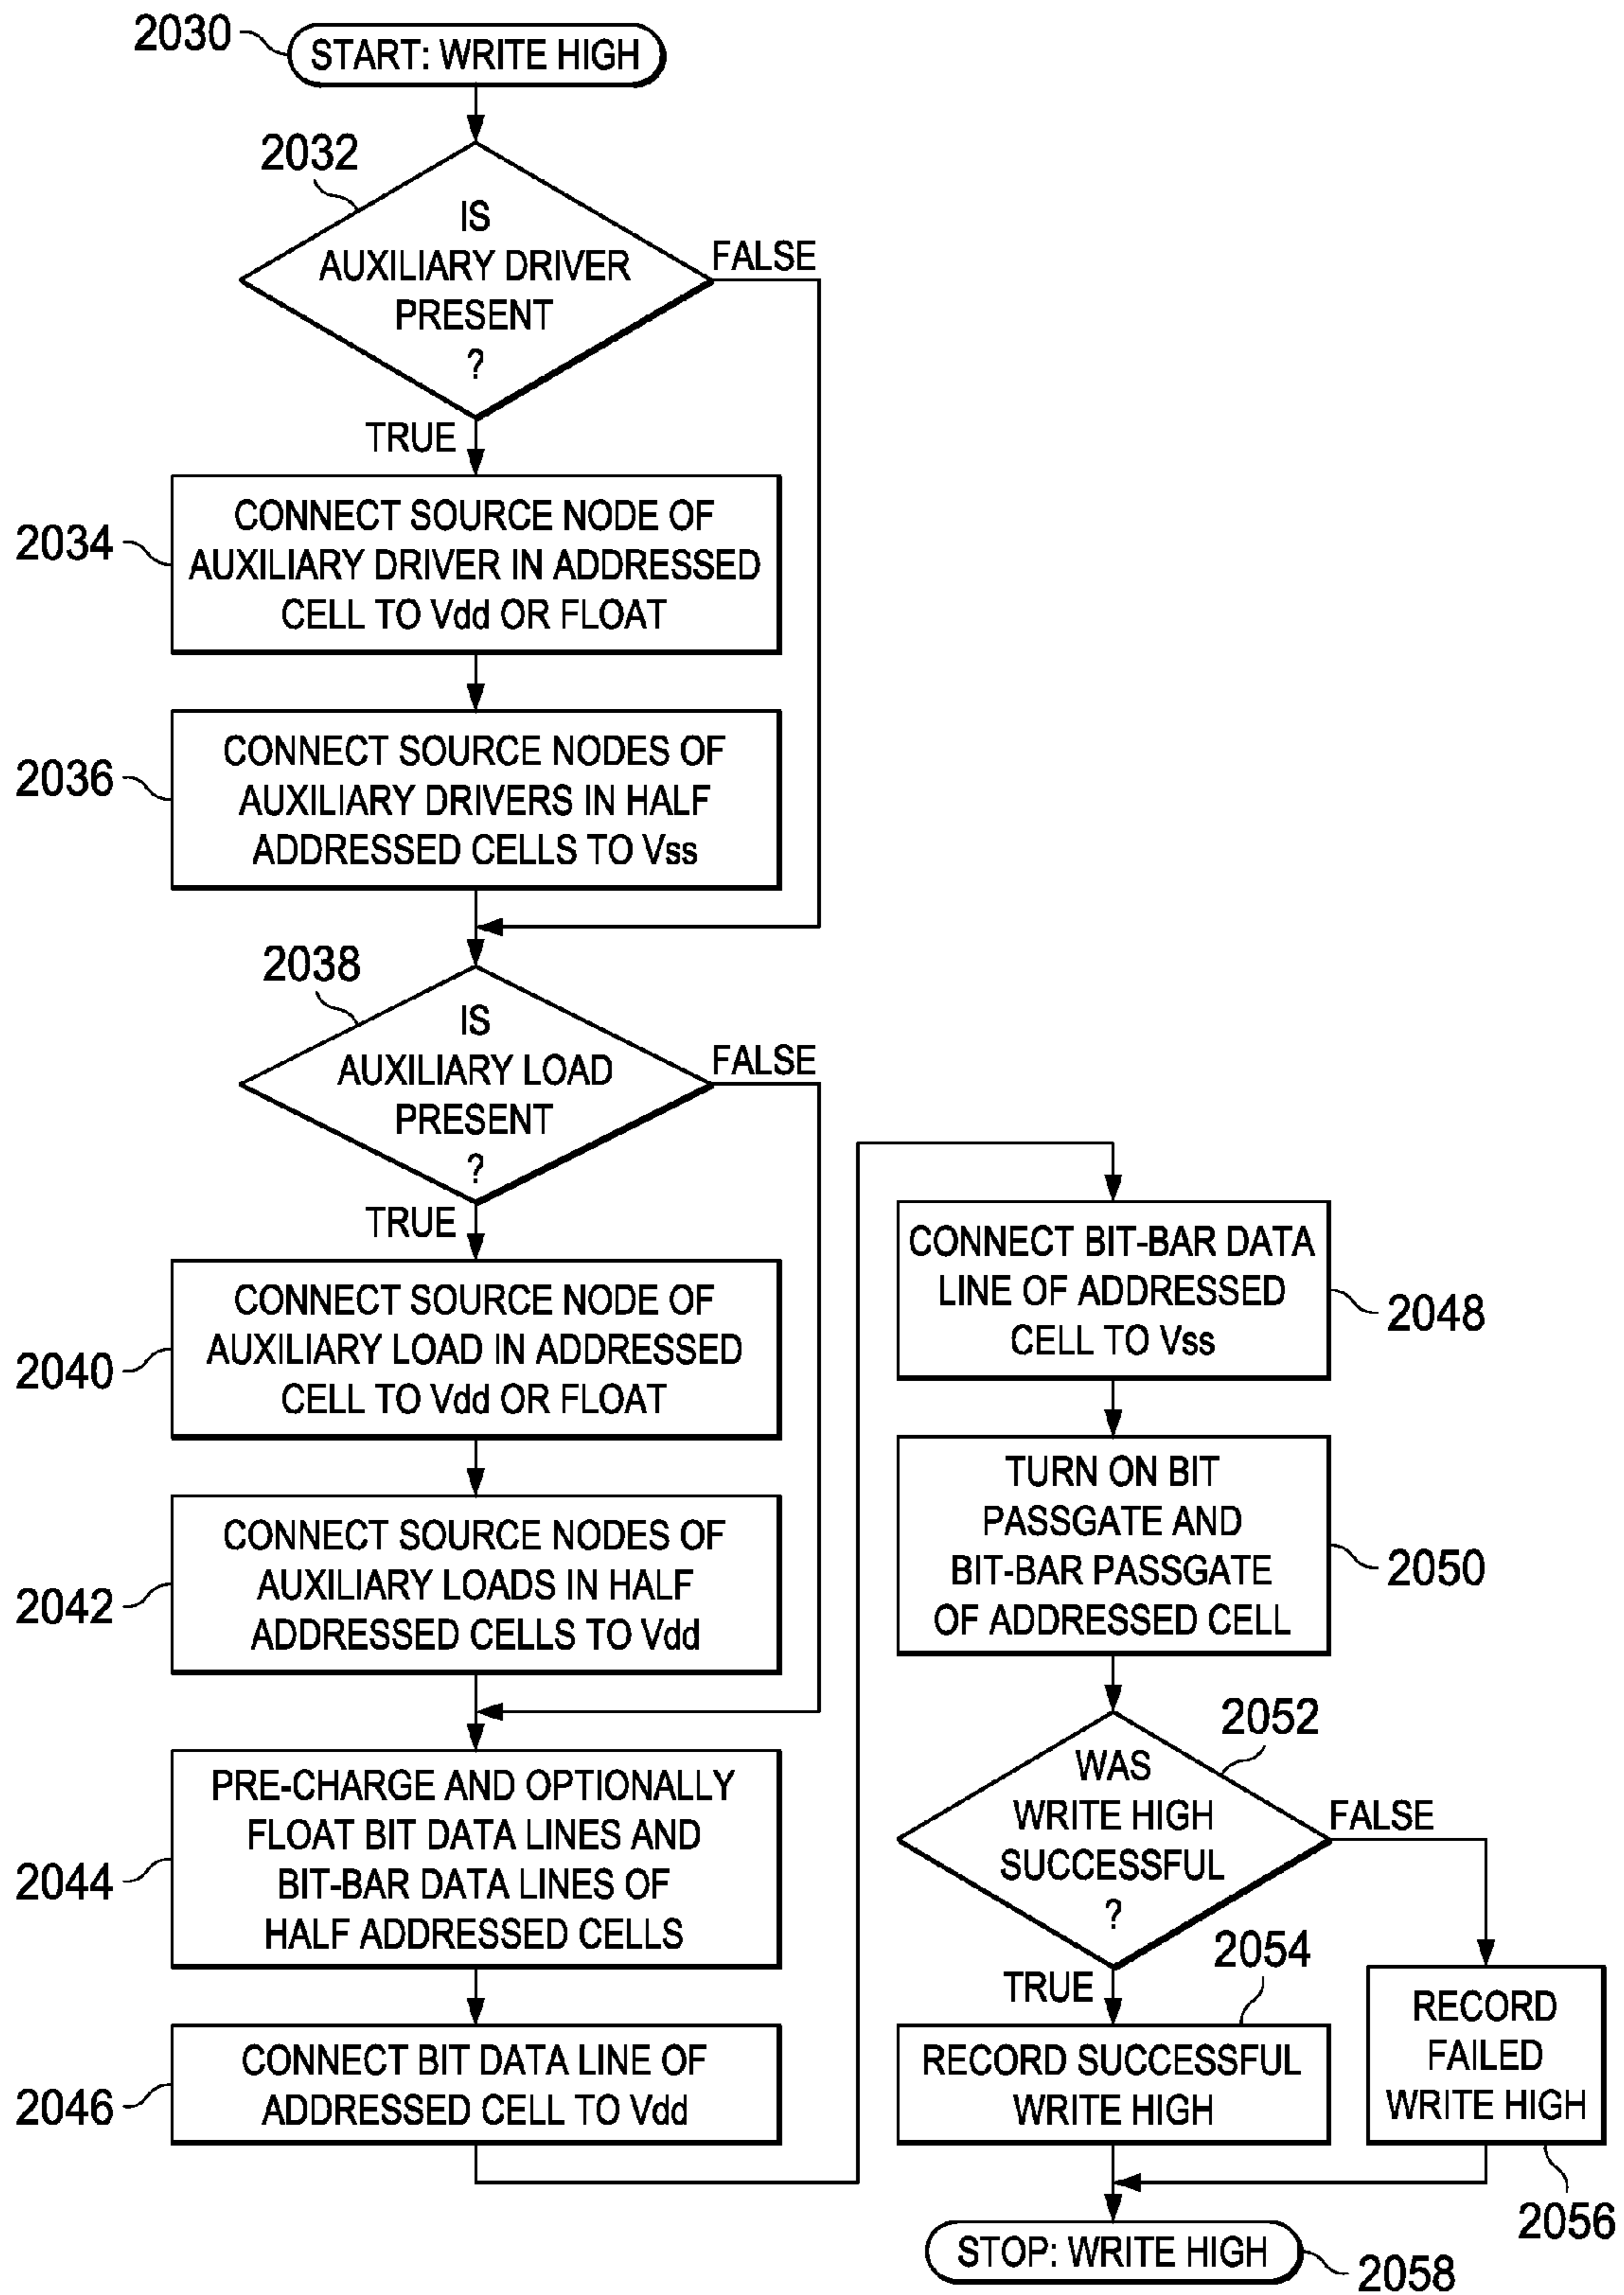 2030
START: WRITE HIGH
2032
IS
AUXILIARY DRIVER
PRESENT
?
FALSE
TRUE
2034
CONNECT SOURCE NODE OF
AUXILIARY DRIVER IN ADDRESSED
CELL TO Vdd OR FLOAT
2036
CONNECT SOURCE NODES OF
AUXILIARY DRIVERS IN HALF
ADDRESSED CELLS TO Vss
2038
IS
AUXILIARY LOAD
PRESENT
?
FALSE
TRUE
2040
CONNECT SOURCE NODE OF
AUXILIARY LOAD IN ADDRESSED
CELL TO Vdd OR FLOAT
2042
CONNECT SOURCE NODES OF
AUXILIARY LOADS IN HALF
ADDRESSED CELLS TO Vdd
2044
PRE-CHARGE AND OPTIONALLY
FLOAT BIT DATA LINES AND
BIT-BAR DATA LINES OF
HALF ADDRESSED CELLS
2046
CONNECT BIT DATA LINE OF
ADDRESSED CELL TO Vdd
CONNECT BIT-BAR DATA
LINE OF ADDRESSED
CELL TO Vss
2048
TURN ON BIT
PASSGATE AND
BIT-BAR PASSGATE
OF ADDRESSED CELL
2050
2052
WAS
WRITE HIGH
SUCCESSFUL
?
FALSE
TRUE
2054
RECORD SUCCESSFUL
WRITE HIGH
RECORD
FAILED
WRITE HIGH
2056
STOP: WRITE HIGH
2058